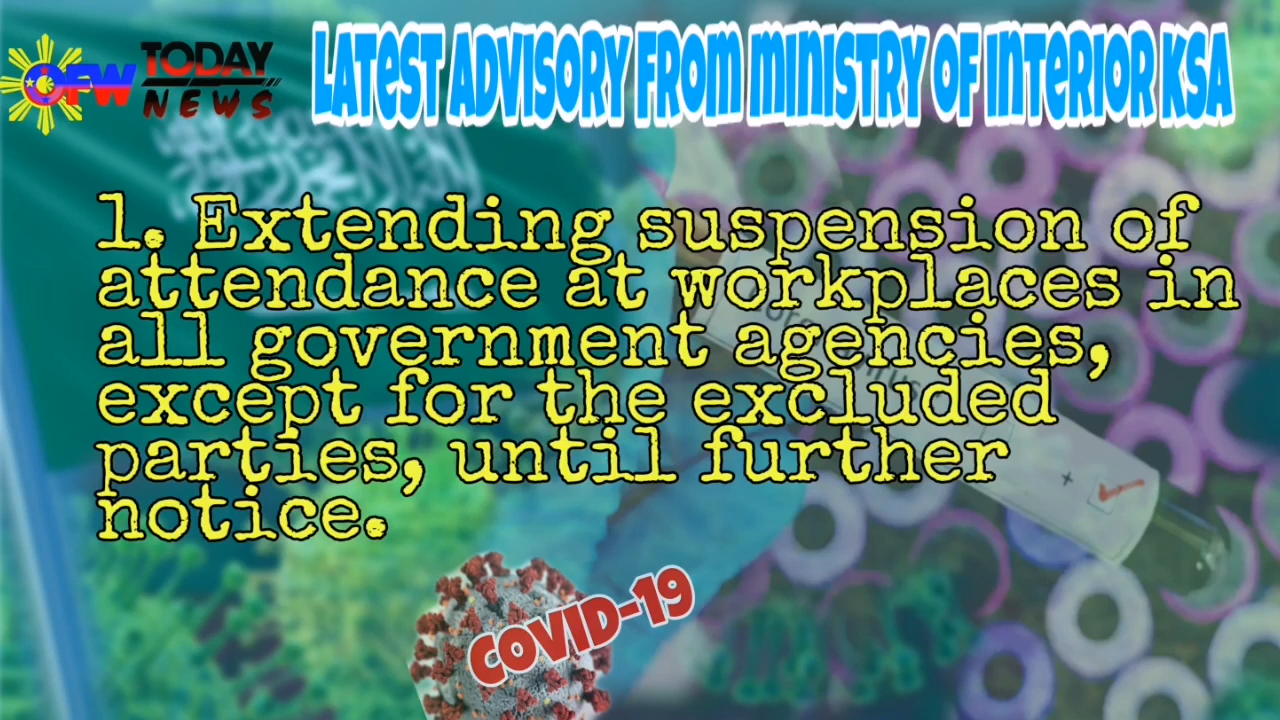 OFW TODAY NEWS
LATEST ADVISORY FROM MINISTRY OF INTERIOR KSA
1. Extending suspension of
attendance at workplaces in
all government agencies,
except for the excluded
parties, until further
notice.
COVID-19